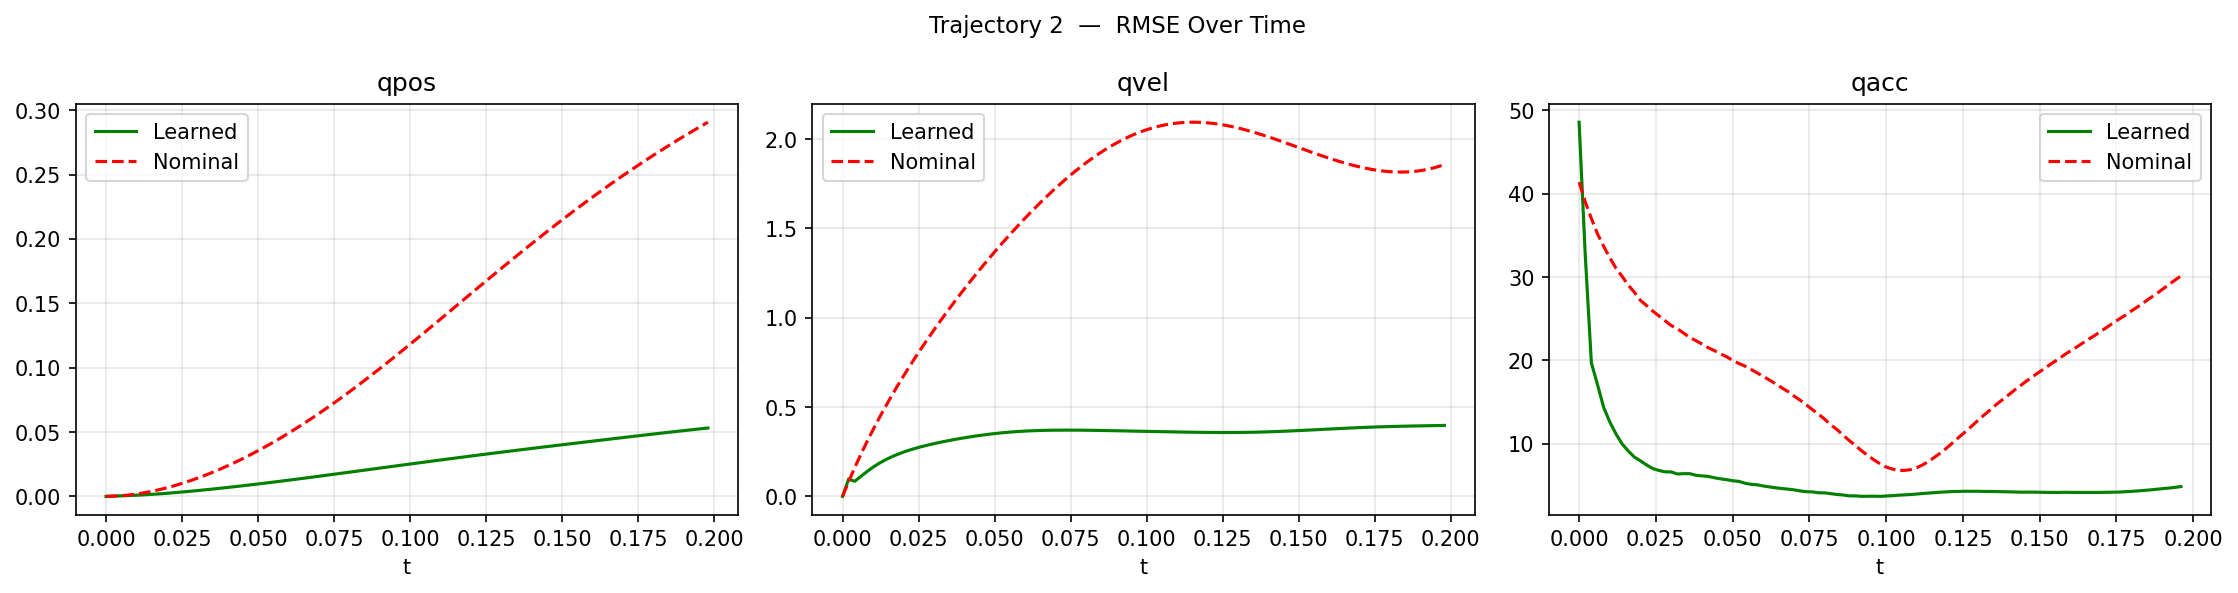 Trajectory 2 — RMSE Over Time
qpos
0.30
0.25
0.20
0.15
0.10
0.05
0.00
Learned
Nominal
0.000 0.025 0.050 0.075 0.100 0.125 0.150 0.175 0.200
t
qvel
2.0
1.5
1.0
0.5
0.0
Learned
Nominal
0.000 0.025 0.050 0.075 0.100 0.125 0.150 0.175 0.200
t
qacc
50
40
30
20
10
Learned
Nominal
0.000 0.025 0.050 0.075 0.100 0.125 0.150 0.175 0.200
t